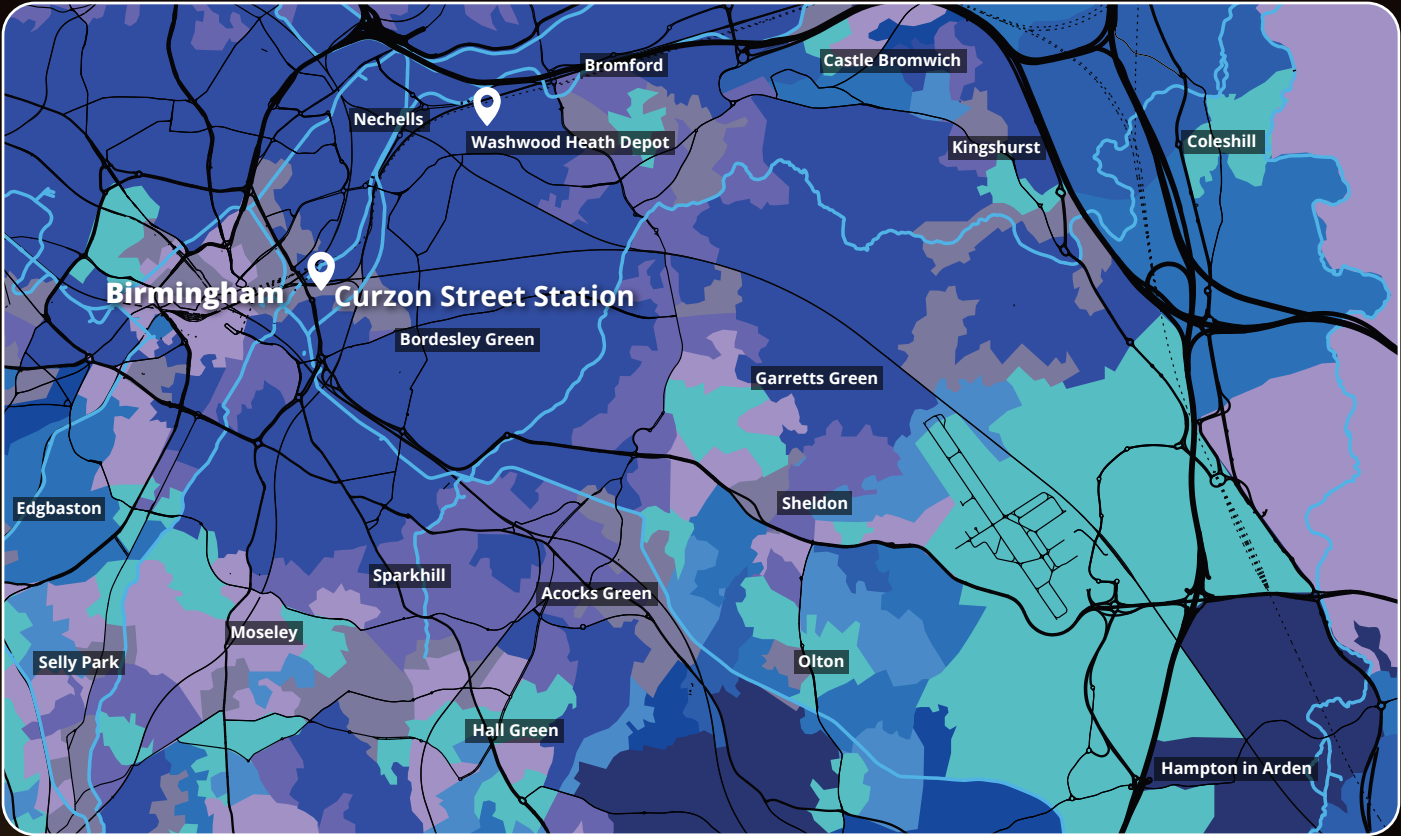 Bromford
Castle Bromwich
Nechells
Washwood Heath Depot
Kingshurst
Coleshill
Birmingham
Curzon Street Station
Bordesley Green
Garretts Green
Edgbaston
Sheldon
Sparkhill
Acocks Green
Moseley
Selly Park
Olton
Hall Green
Hampton in Arden